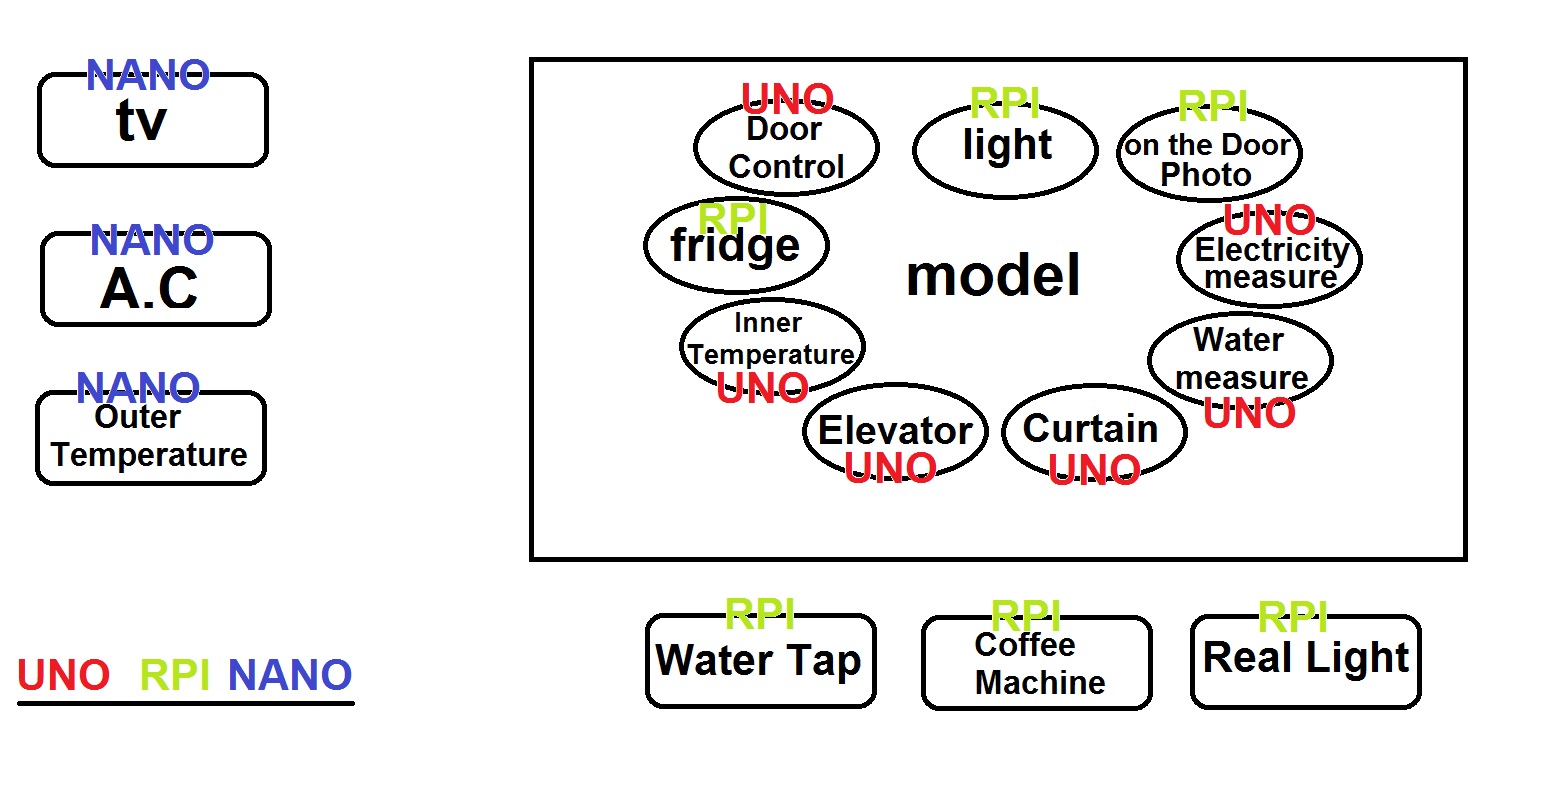 NANO
tv
NANO
A.C
NANO
Outer
Temperature
UNO RPI NANO
UNO
Door
Control
RPI
light
RPI
on the Door
Photo
RPI
fridge
model
UNO
Electricity
measure
Inner
Temperature
UNO
Water
measure
UNO
Elevator
UNO
Curtain
UNO
RPI
Water Tap
RPI
Coffee
Machine
RPI
Real Light